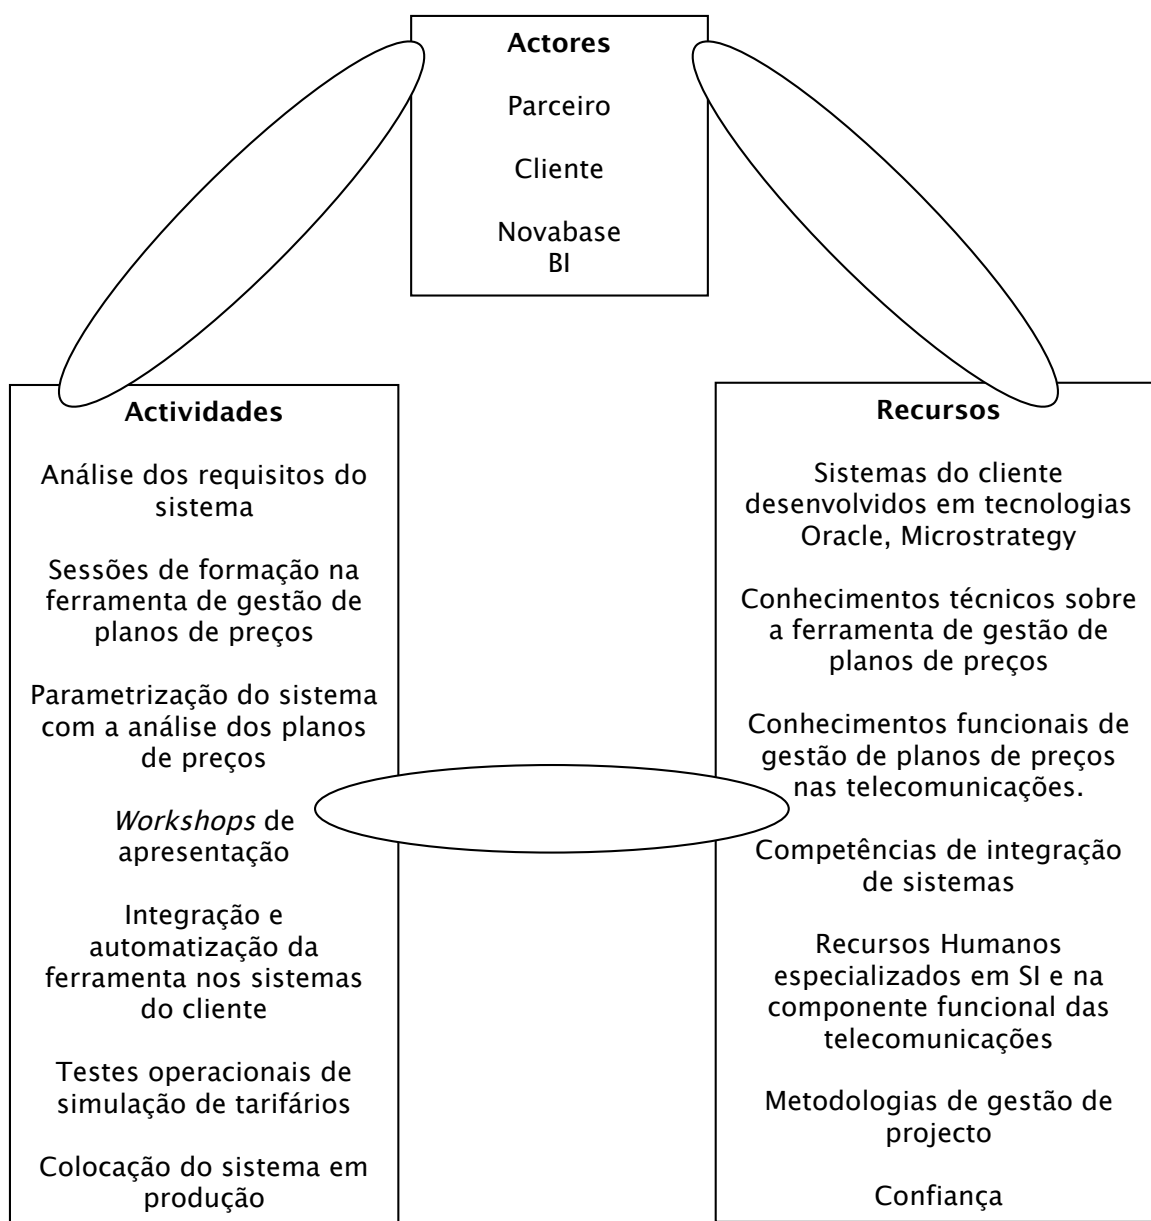 Actores
Parceiro
Cliente
Novabase
BI
Actividades
Análise dos requisitos do
sistema
Sessões de formação na
ferramenta de gestão de
planos de preços
Parametrização do sistema
com a análise dos planos
de preços
Workshops de
apresentação
Integração e
automatização da
ferramenta nos sistemas
do cliente
Testes operacionais de
simulação de tarifários
Colocação do sistema em
produção
Recursos
Sistemas do cliente
desenvolvidos em tecnologias
Oracle, Microstrategy
Conhecimentos técnicos sobre
a ferramenta de gestão de
planos de preços
Conhecimentos funcionais de
gestão de planos de preços
nas telecomunicações.
Competências de integração
de sistemas
Recursos Humanos
especializados em SI e na
componente funcional das
telecomunicações
Metodologias de gestão de
projecto
Confiança